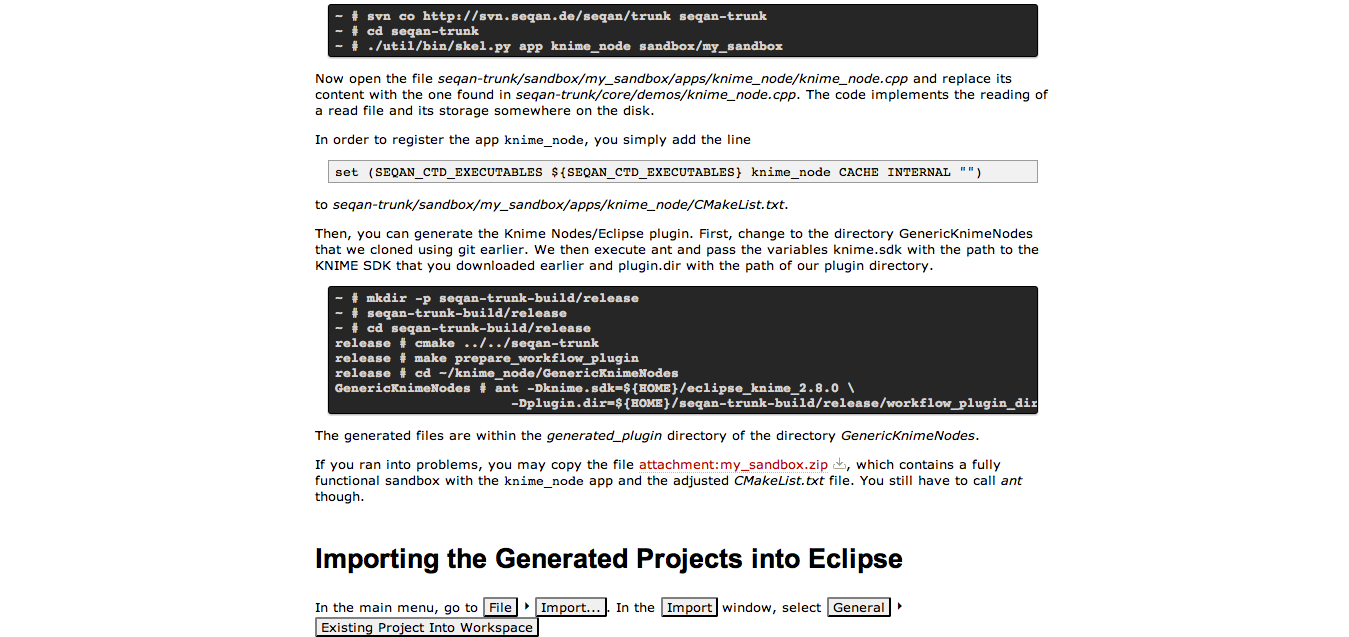 ~ # svn co http://svn.seqan.de/seqan/trunk seqan-trunk
~ # cd seqan-trunk
~ # ./util/bin/skel.py app knime_node sandbox/my_sandbox
Now open the file seqan-trunk/sandbox/my_sandbox/apps/knime_node/knime_node.cpp and replace its
content with the one found in seqan-trunk/core/demos/knime_node.cpp. The code implements the reading of
a read file and its storage somewhere on the disk.
In order to register the app knime_node, you simply add the line
set (SEQAN_CTD_EXECUTABLES ${SEQAN_CTD_EXECUTABLES} knime_node CACHE INTERNAL "")
to seqan-trunk/sandbox/my_sandbox/apps/knime_node/CMakeList.txt.
Then, you can generate the Knime Nodes/Eclipse plugin. First, change to the directory GenericKnimeNodes
that we cloned using git earlier. We then execute ant and pass the variables knime.sdk with the path to the
KNIME SDK that you downloaded earlier and plugin.dir with the path of our plugin directory.
~ # mkdir -p seqan-trunk-build/release
~ # seqan-trunk-build/release
~ # cd seqan-trunk-build/release
release # cmake ../../seqan-trunk
release # make prepare_workflow_plugin
release # cd ~/knime_node/GenericKnimeNodes
GenericKnimeNodes # ant -Dknime.sdk=${HOME}/eclipse_knime_2.8.0 \
-Dplugin.dir=${HOME}/seqan-trunk-build/release/workflow_plugin_dir
The generated files are within the generated_plugin directory of the directory GenericKnimeNodes.
If you ran into problems, you may copy the file attachment:my_sandbox.zip, which contains a fully
functional sandbox with the knime_node app and the adjusted CMakeList.txt file. You still have to call ant
though.
Importing the Generated Projects into Eclipse
In the main menu, go to File ‣ Import.... In the Import window, select General ‣
Existing Project Into Workspace